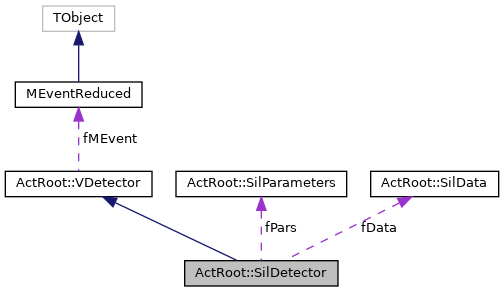 TObject
MEventReduced
fMEvent
ActRoot::VDetector
ActRoot::SilParameters
ActRoot::SilData
fPars
fData
ActRoot::SilDetector